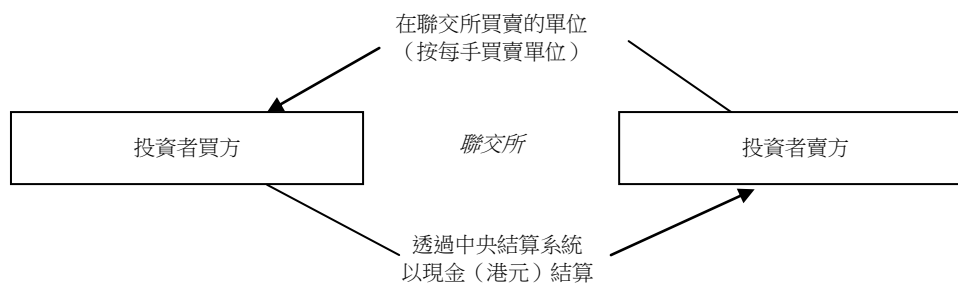 在聯交所買賣的單位
（按每手買賣單位）
投資者買方
聯交所
投資者賣方
透過中央結算系統
以現金（港元）結算